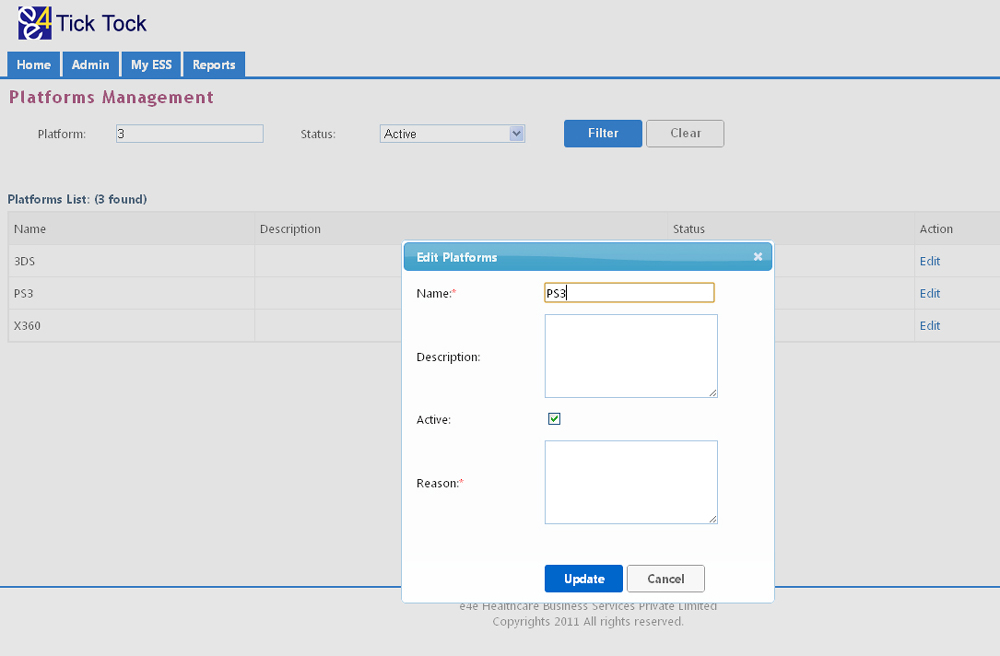 e4e Tick Tock
Home Admin My ESS Reports
Platforms Management
Platform: 3 Status: Active Filter Clear
Platforms List: (3 found)
Name Description Status Action
3DS Edit
PS3 Edit
X360 Edit
Edit Platforms
Name:* PS3
Description:
Active:
Reason:*
Update Cancel
e4e Healthcare Business Services Private Limited
Copyrights 2011 All rights reserved.